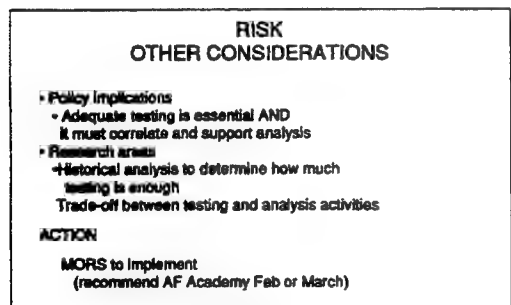 RISK
OTHER CONSIDERATIONS
• Policy implications
• Adequate testing is essential AND
it must correlate and support analysis
• Research areas
•Historical analysis to determine how much
testing is enough
Trade-off between testing and analysis activities
ACTION
MORS to implement
(recommend AF Academy Feb or March)